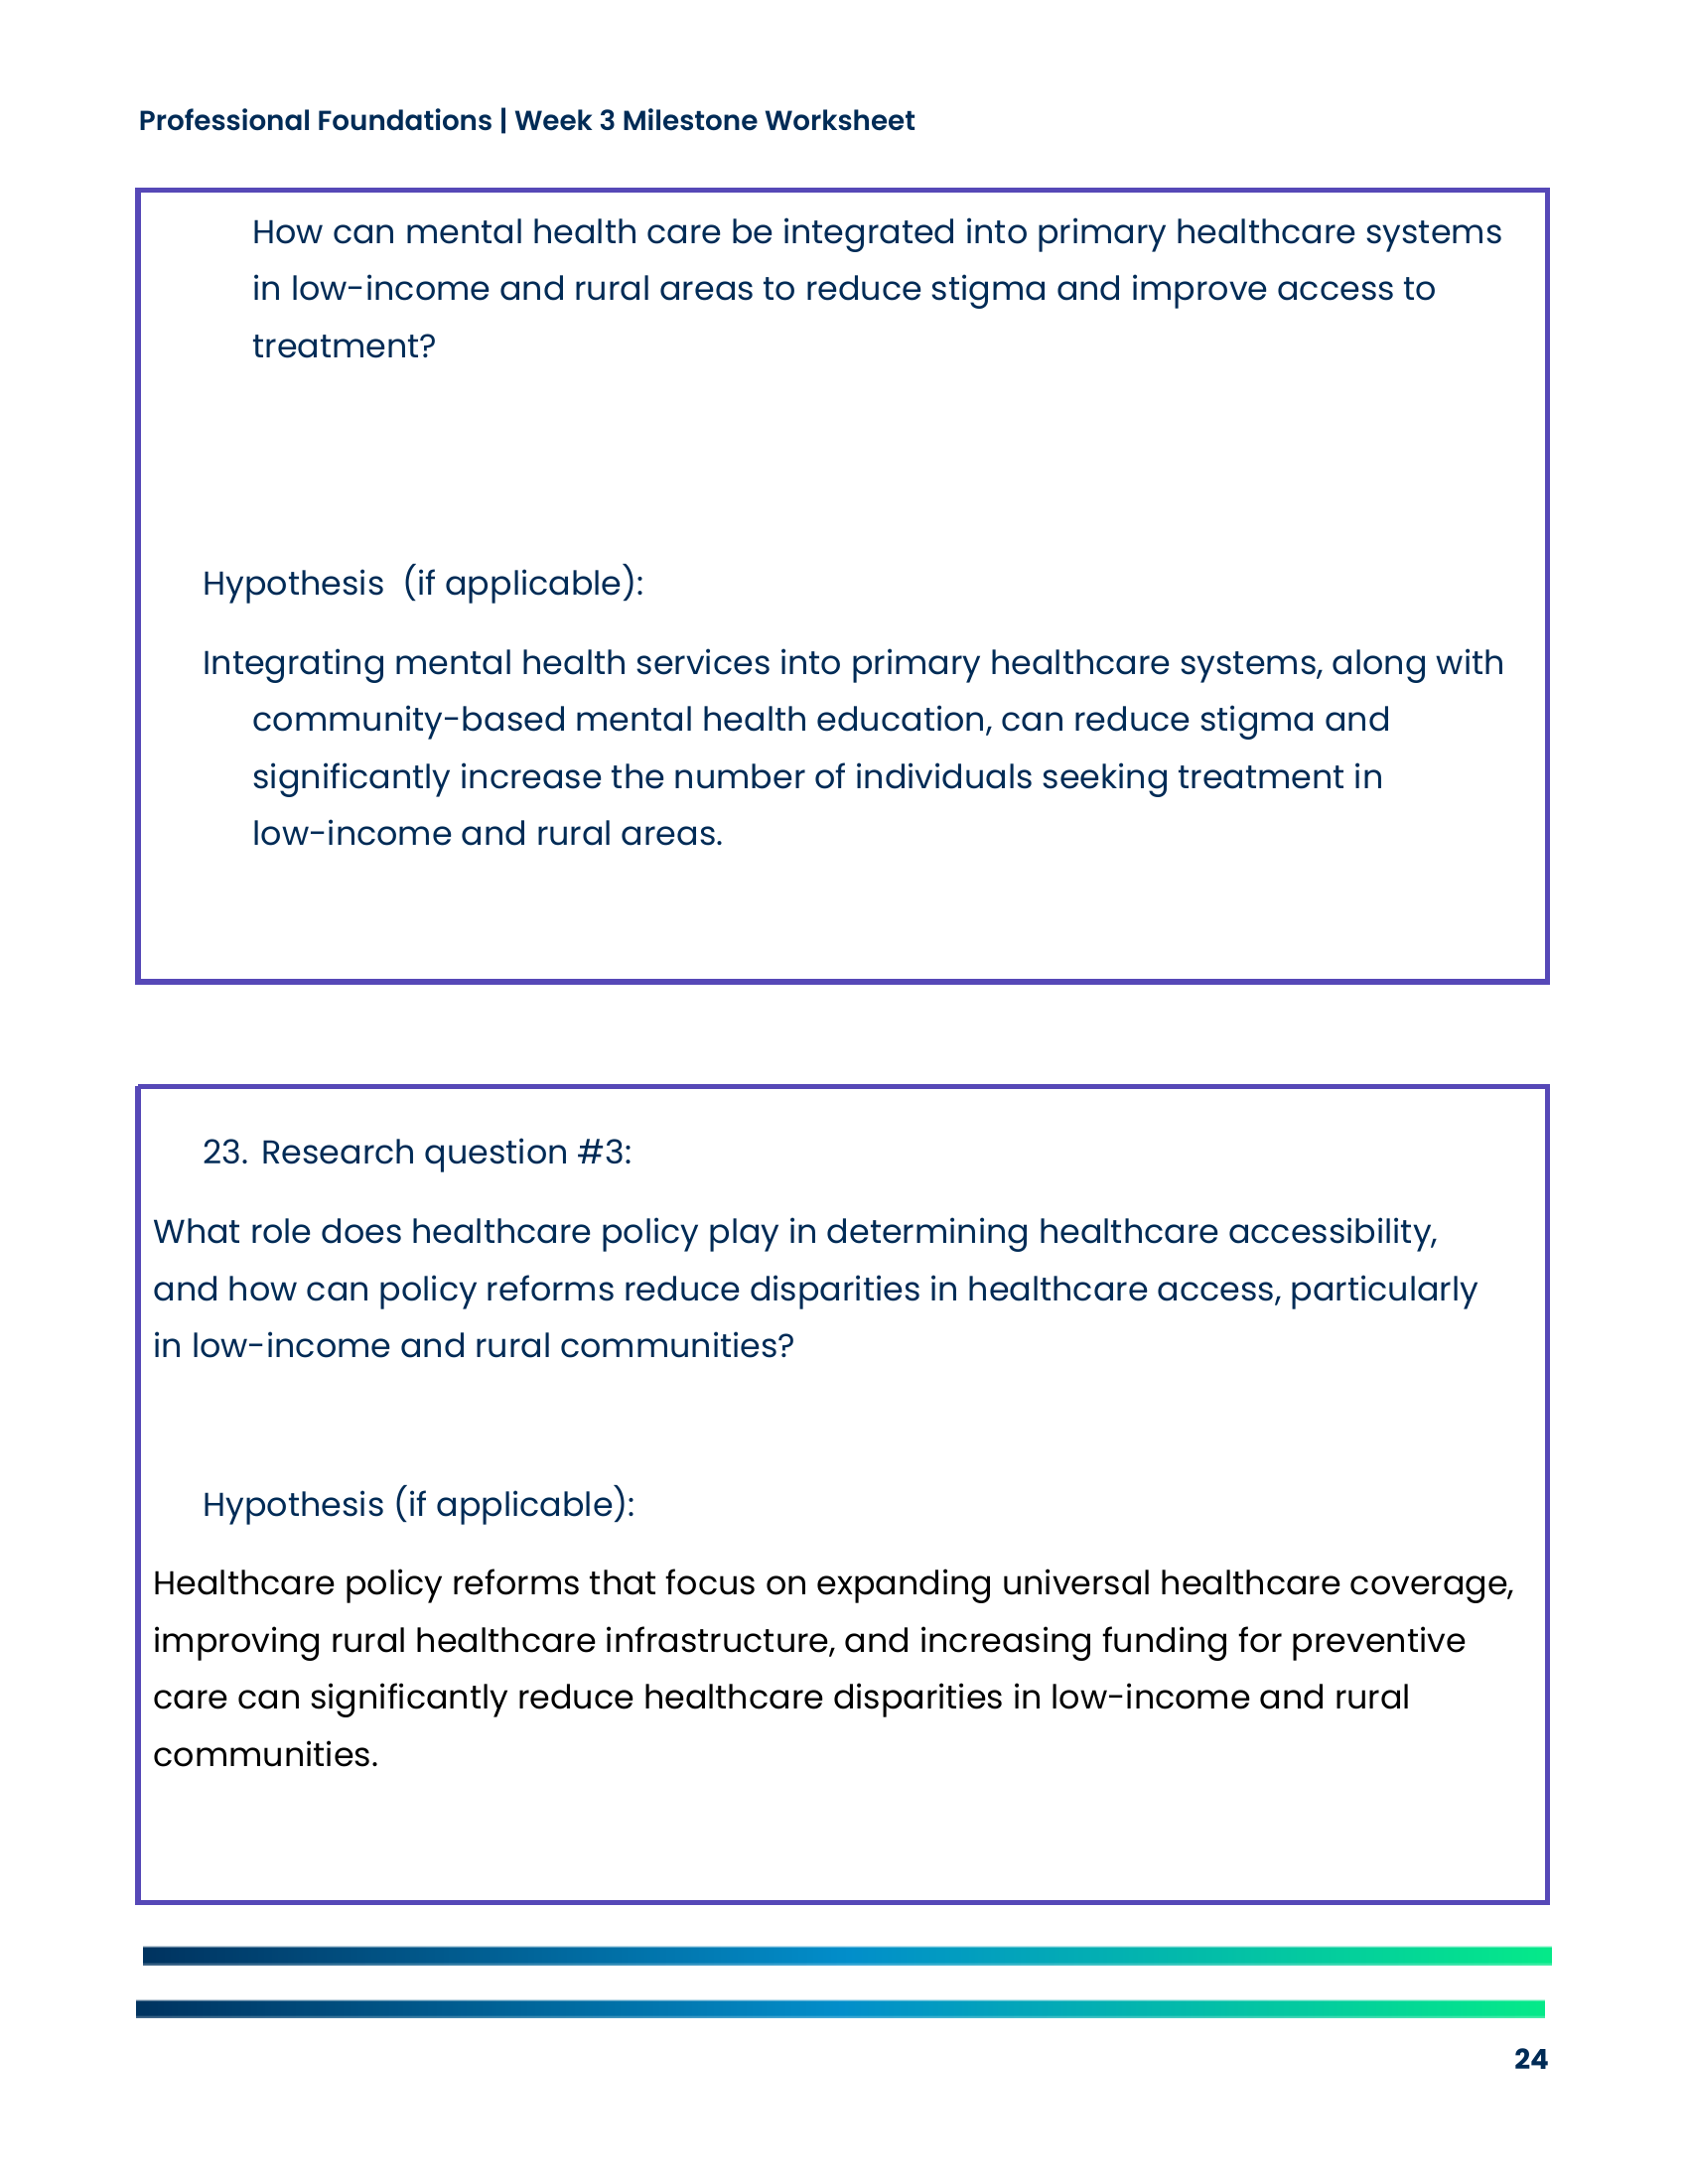 Professional Foundations | Week 3 Milestone Worksheet
How can mental health care be integrated into primary healthcare systems
in low-income and rural areas to reduce stigma and improve access to
treatment?
Hypothesis  (if applicable):
Integrating mental health services into primary healthcare systems, along with
community-based mental health education, can reduce stigma and
significantly increase the number of individuals seeking treatment in
low-income and rural areas.
23. Research question #3:
What role does healthcare policy play in determining healthcare accessibility,
and how can policy reforms reduce disparities in healthcare access, particularly
in low-income and rural communities?
Hypothesis (if applicable):
Healthcare policy reforms that focus on expanding universal healthcare coverage,
improving rural healthcare infrastructure, and increasing funding for preventive
care can significantly reduce healthcare disparities in low-income and rural
communities.
24